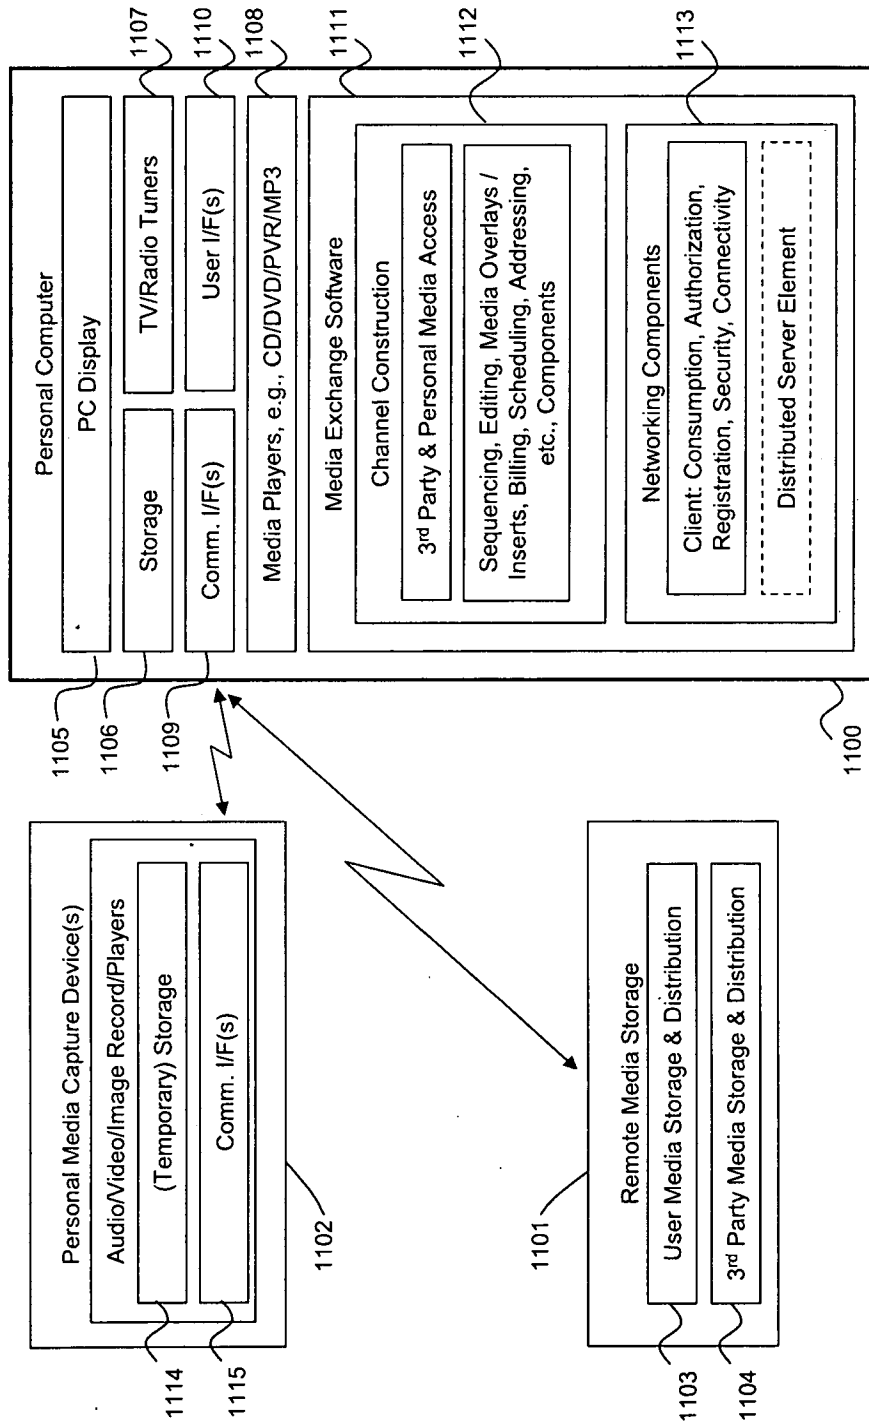 Personal Media Capture Device(s)
Audio/Video/Image Record/Players
(Temporary) Storage
Comm. I/F(s)
1114
1115
1102
Remote Media Storage
User Media Storage & Distribution
3rd Party Media Storage & Distribution
1101
1103
1104
Personal Computer
PC Display
Storage
TV/Radio Tuners
Comm. I/F(s)
User I/F(s)
Media Players, e.g., CD/DVD/PVR/MP3
Media Exchange Software
Channel Construction
3rd Party & Personal Media Access
Sequencing, Editing, Media Overlays /
Inserts, Billing, Scheduling, Addressing,
etc., Components
Networking Components
Client: Consumption, Authorization,
Registration, Security, Connectivity
Distributed Server Element
1105
1106
1109
1100
1107
1110
1108
1111
1112
1113